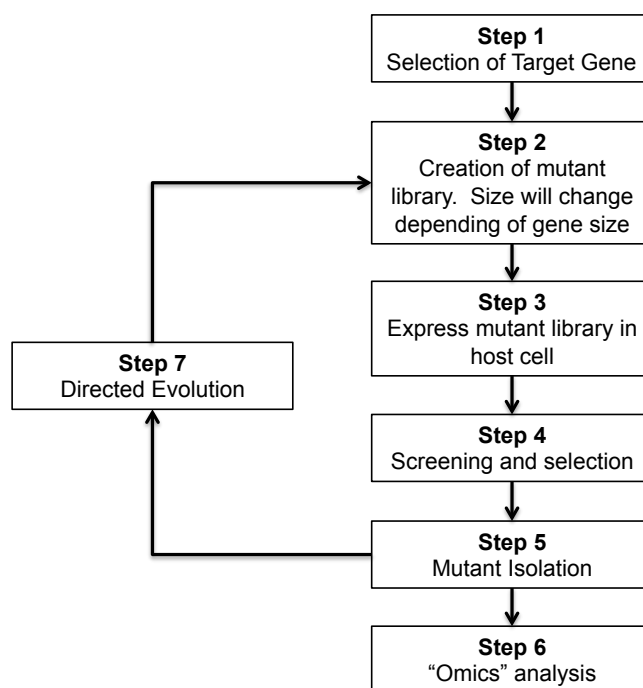 Step 1
Selection of Target Gene
Step 2
Creation of mutant
library.  Size will change
depending of gene size
Step 3
Express mutant library in
host cell
Step 7
Directed Evolution
Step 4
Screening and selection
Step 5
Mutant Isolation
Step 6
“Omics” analysis